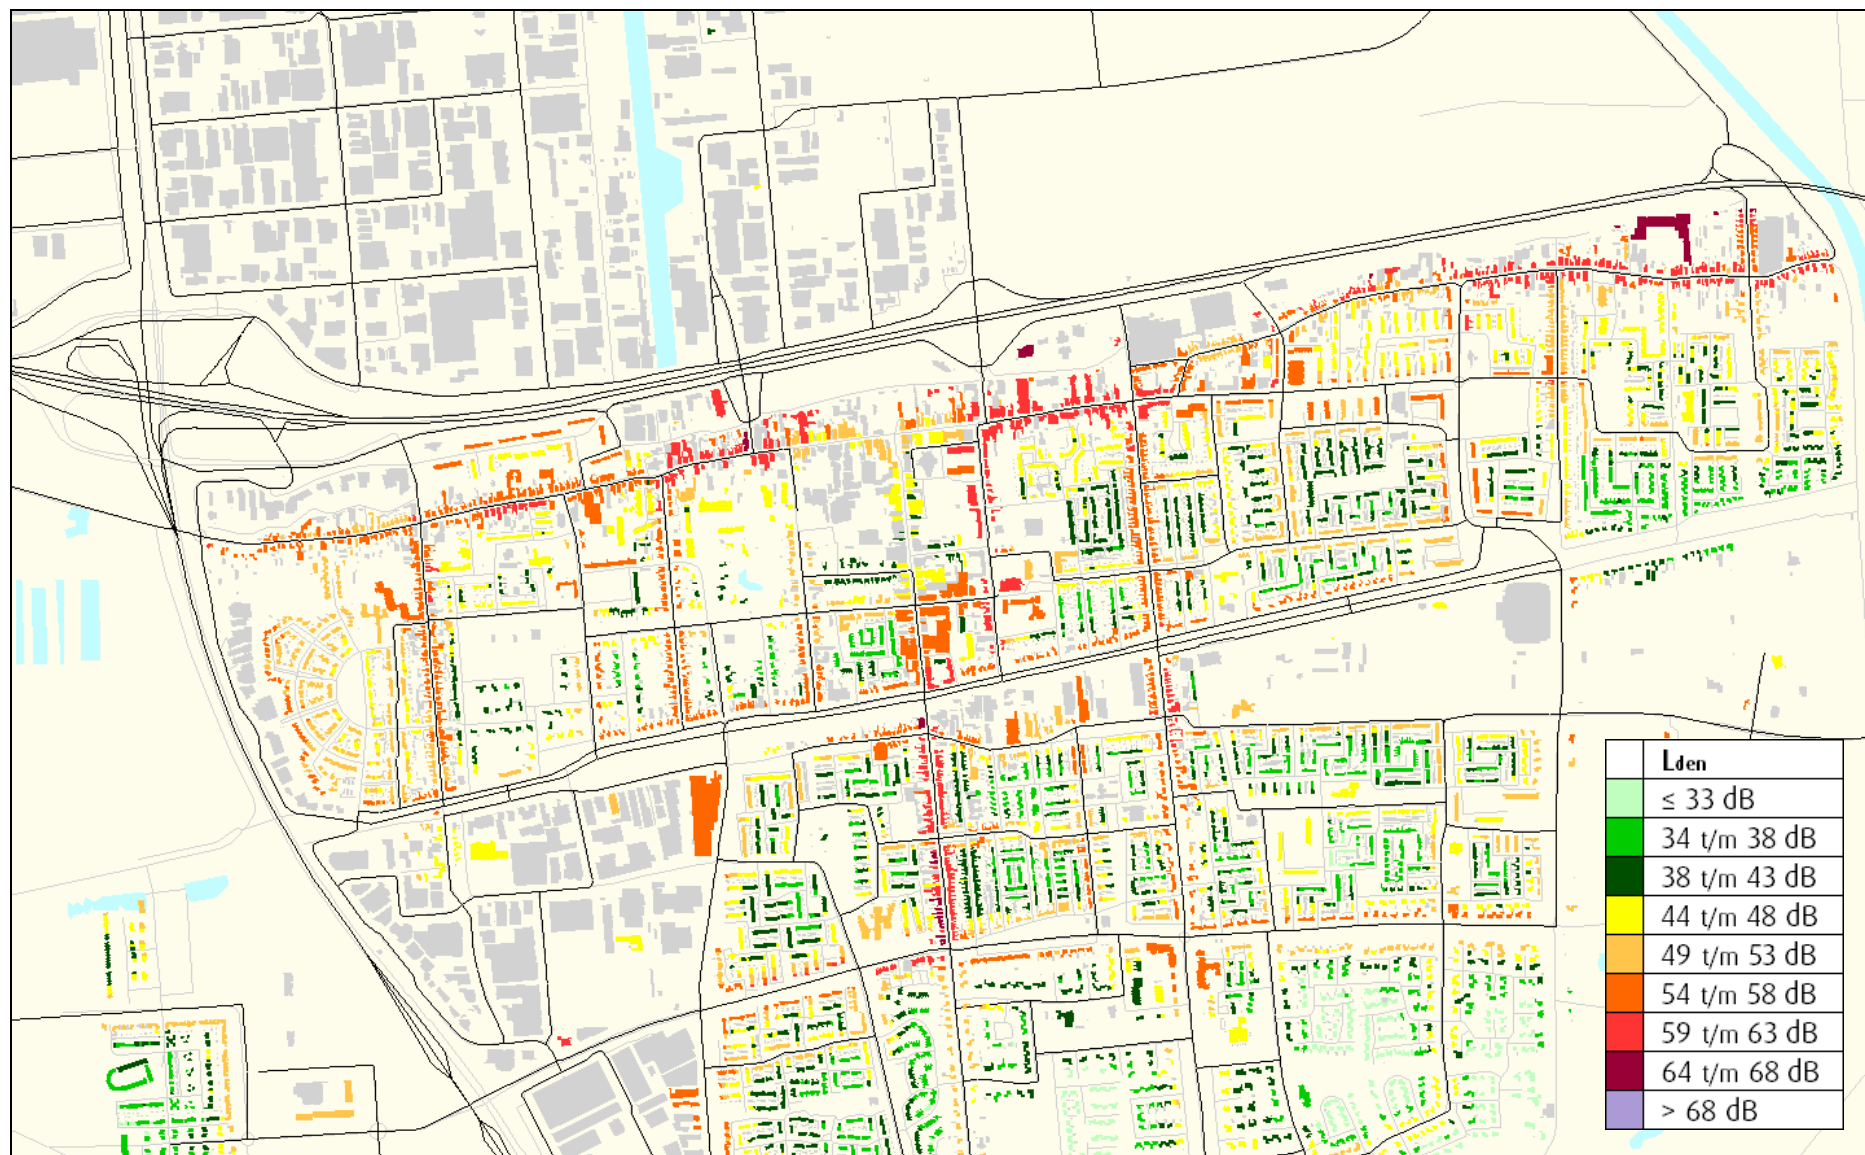 Lden
≤ 33 dB
34 t/m 38 dB
38 t/m 43 dB
44 t/m 48 dB
49 t/m 53 dB
54 t/m 58 dB
59 t/m 63 dB
64 t/m 68 dB
> 68 dB